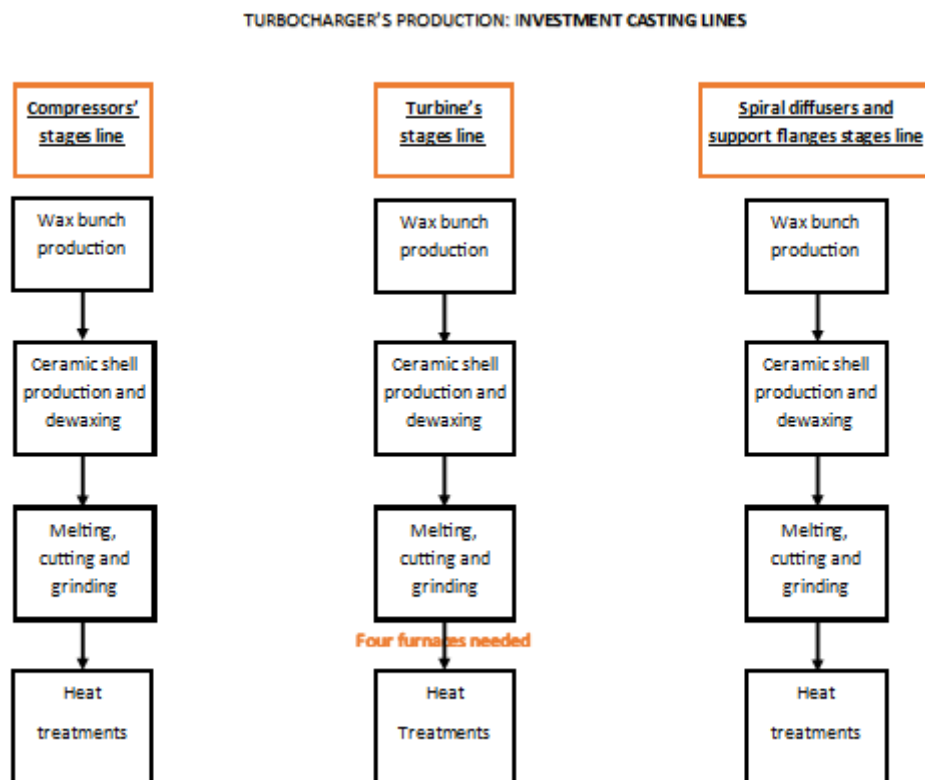 TURBOCHARGER'S PRODUCTION: INVESTMENT CASTING LINES
Compressors'
stages line
Wax bunch
production
Ceramic shell
production and
dewaxing
Melting,
cutting and
grinding
Heat
treatments
Turbine's
stages line
Wax bunch
production
Ceramic shell
production and
dewaxing
Melting,
cutting and
grinding
Four furnaces needed
Heat
Treatments
Spiral diffusers and
support flanges stages line
Wax bunch
production
Ceramic shell
production and
dewaxing
Melting,
cutting and
grinding
Heat
treatments